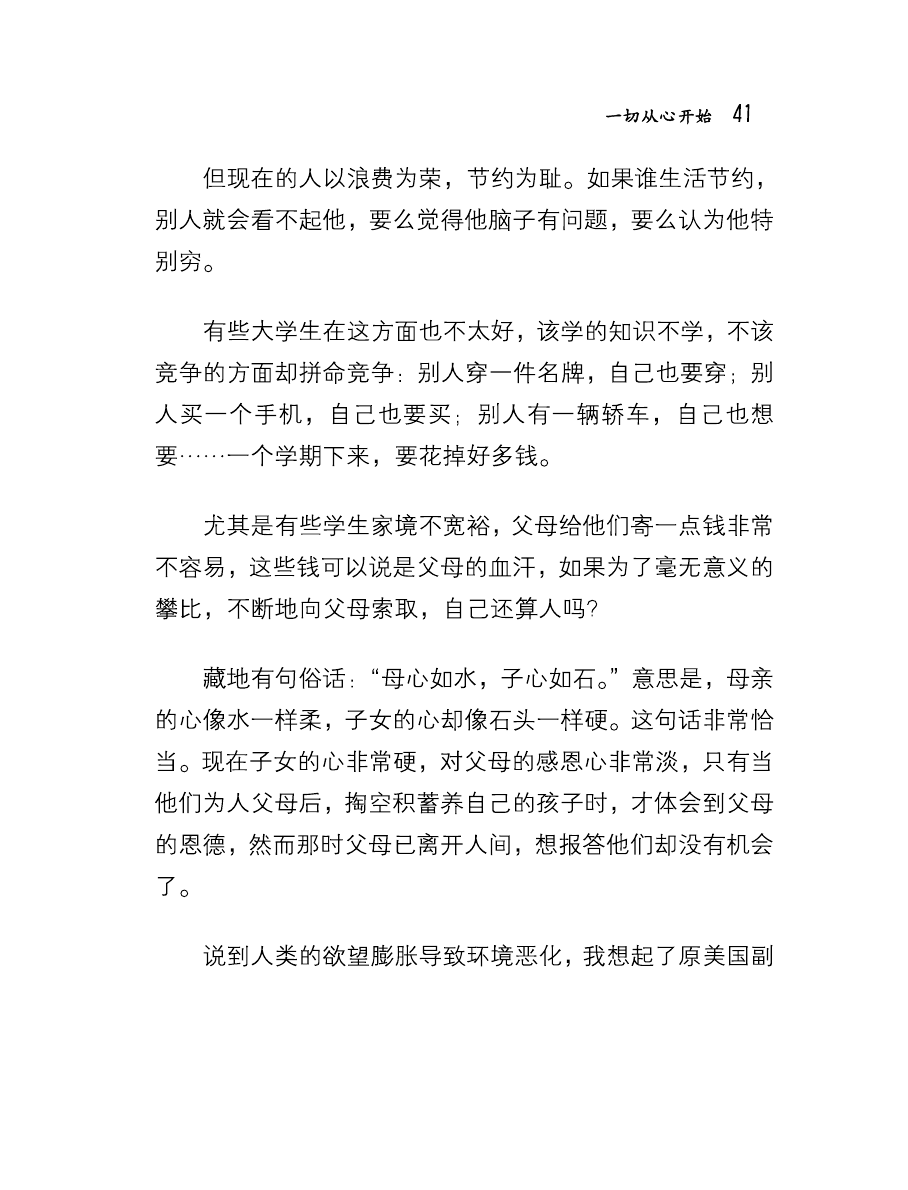 一切从心开始 41
但现在的人以浪费为荣，节约为耻。如果谁生活节约，
别人就会看不起他，要么觉得他脑子有问题，要么认为他特
别穷。
有些大学生在这方面也不太好，该学的知识不学，不该
竞争的方面却拼命竞争：别人穿一件名牌，自己也要穿；别
人买一个手机，自己也要买；别人有一辆轿车，自己也想
要……一个学期下来，要花掉好多钱。
尤其是有些学生家境不宽裕，父母给他们寄一点钱非常
不容易，这些钱可以说是父母的血汗，如果为了毫无意义的
攀比，不断地向父母索取，自己还算人吗？
藏地有句俗话：“母心如水，子心如石。”意思是，母亲
的心像水一样柔，子女的心却像石头一样硬。这句话非常恰
当。现在子女的心非常硬，对父母的感恩心非常淡，只有当
他们为人父母后，掏空积蓄养自己的孩子时，才体会到父母
的恩德，然而那时父母已离开人间，想报答他们却没有机会
了。
说到人类的欲望膨胀导致环境恶化，我想起了原美国副